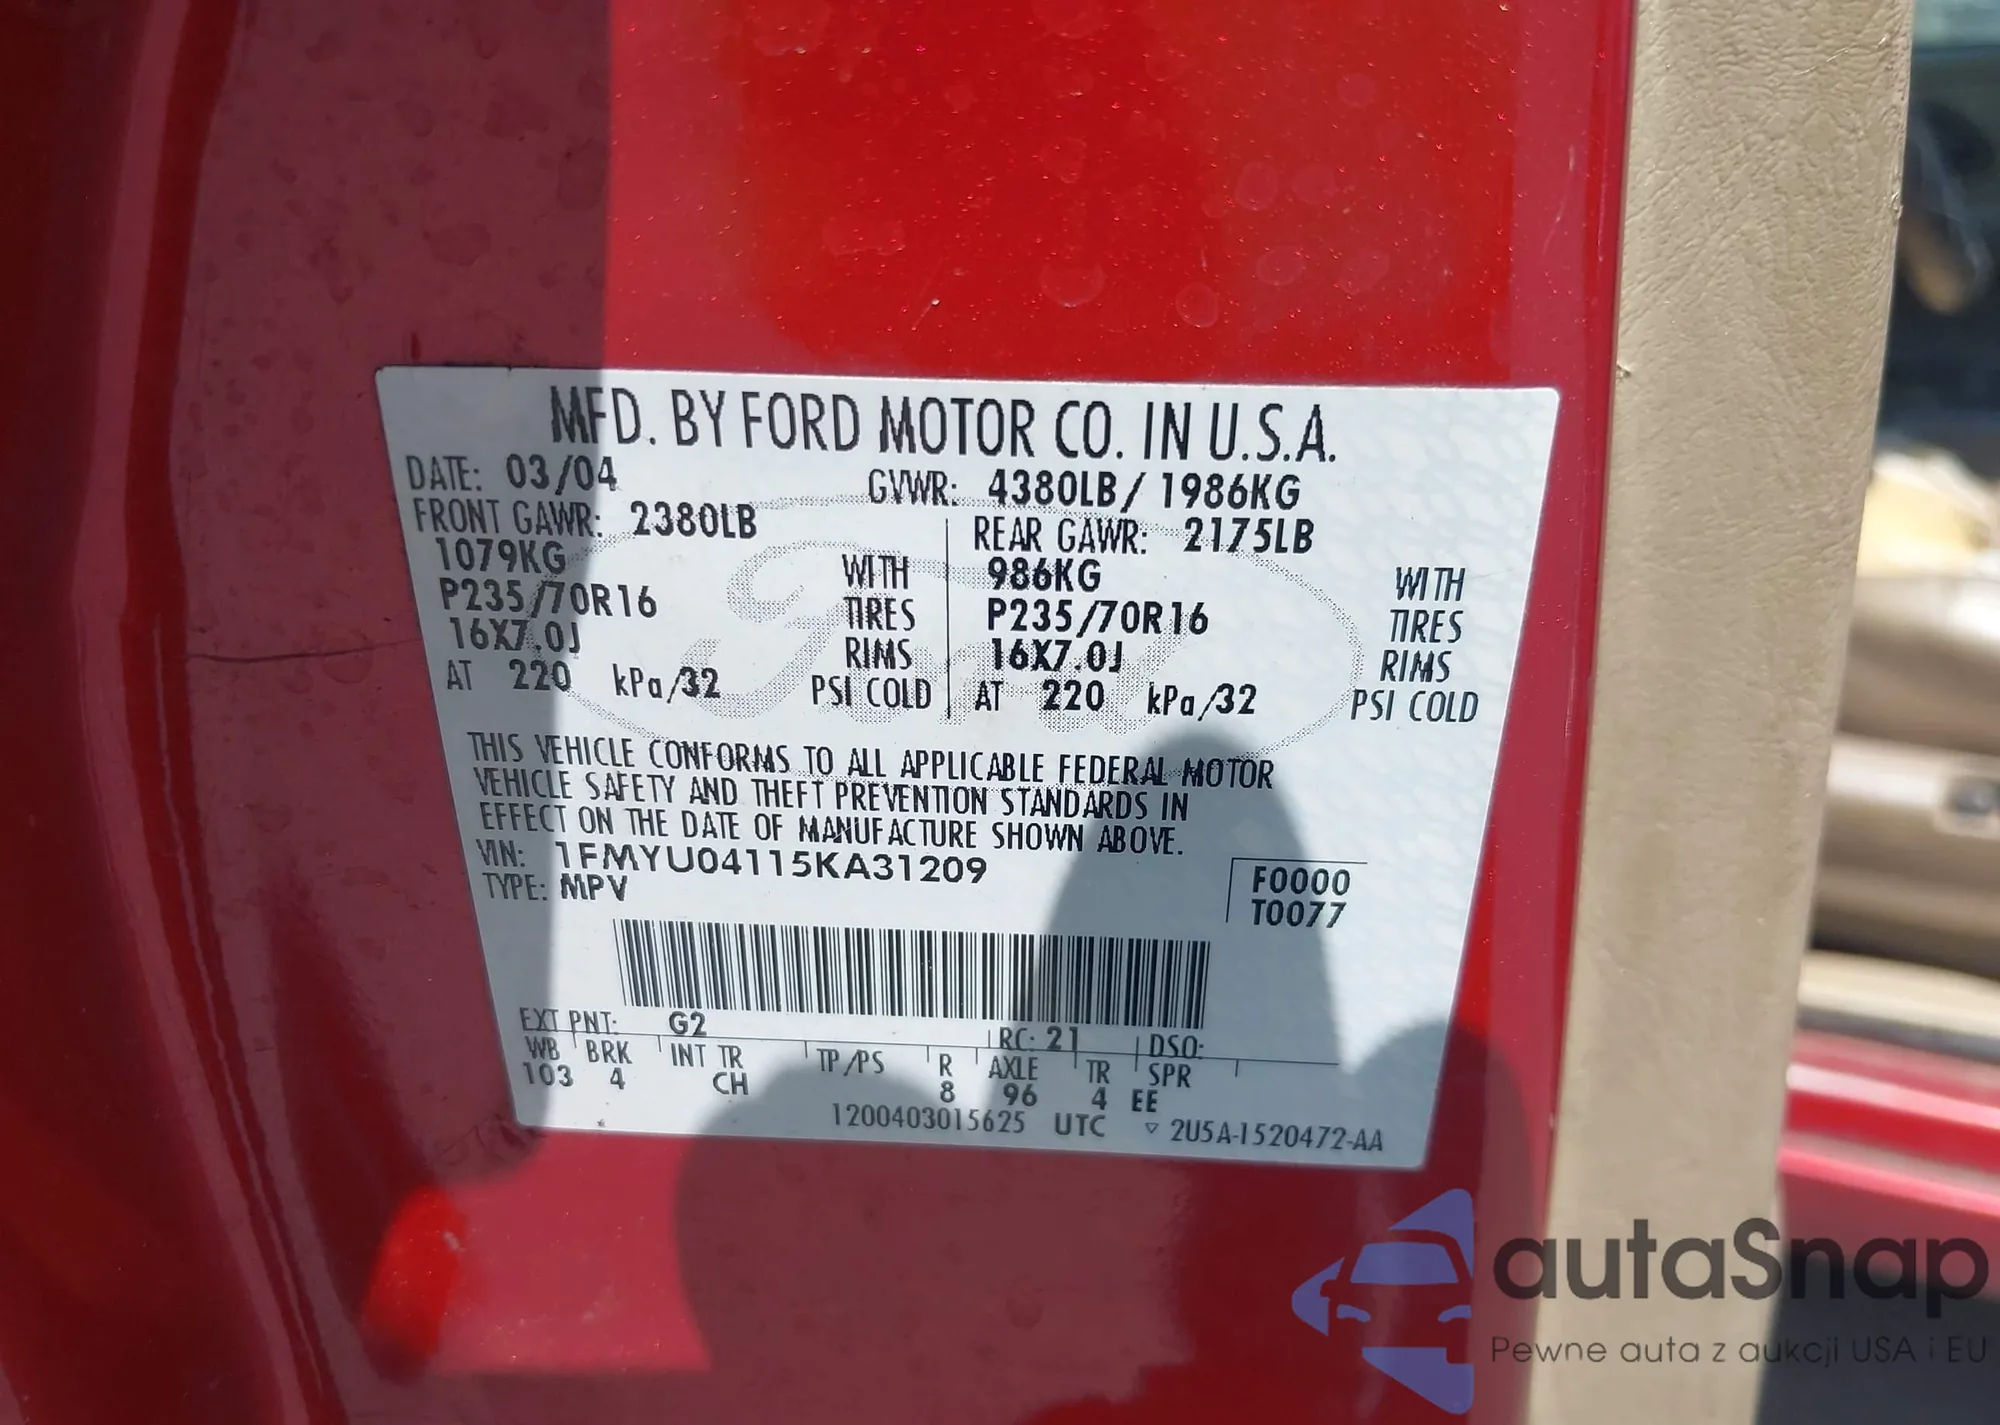 MFD. BY FORD MOTOR CO. IN U.S.A.
DATE: 03/04 GVWR: 4380LB/ 1986KG
FRONT GAWR: 2380LB REAR GAWR: 2175LB
1079KG WITH 986KG WITH
P235/70R16 TIRES P235/70R16 TIRES
16X7.0J RIMS 16X7.0J RIMS
AT 220 kPa/32 PSI COLD AT 220 kPa/32 PSI COLD
THIS VEHICLE CONFORMS TO ALL APPLICABLE FEDERAL MOTOR
VEHICLE SAFETY AND THEFT PREVENTION STANDARDS IN
EFFECT ON THE DATE OF MANUFACTURE SHOWN ABOVE.
VIN: 1FMYU04115KA31209
TYPE: MPV
F0000
T0077
EXT PNT: G2 RC: 21 DSO:
WB BRK INT TR TP/PS R AXLE TR SPR
103 4 CH 8 96 4 EE
1200403015625 UTC ▽ 2U5A-1520472-AA
Ford
autaSnap
Pewne auta z aukcji USA i EU